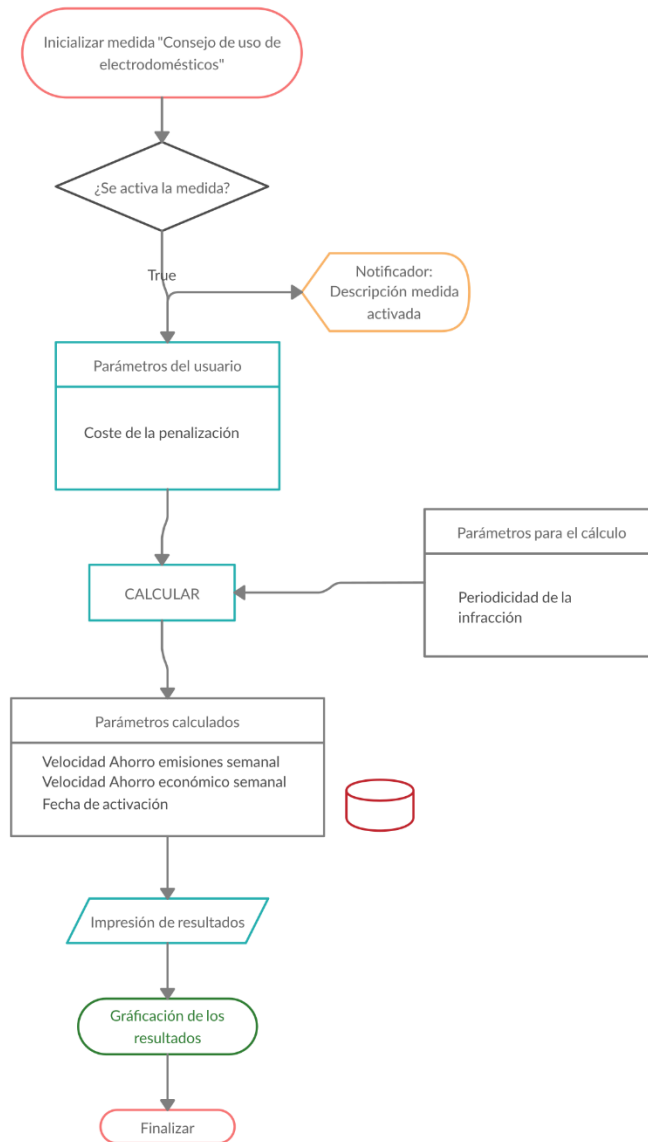 Inicializar medida "Consejo de uso de
electrodomésticos"
¿Se activa la medida?
True
Notificador:
Descripción medida
activada
Parámetros del usuario
Coste de la penalización
Parámetros para el cálculo
Periodicidad de la
infracción
CALCULAR
Parámetros calculados
Velocidad Ahorro emisiones semanal
Velocidad Ahorro económico semanal
Fecha de activación
Impresión de resultados
Gráficación de los
resultados
Finalizar